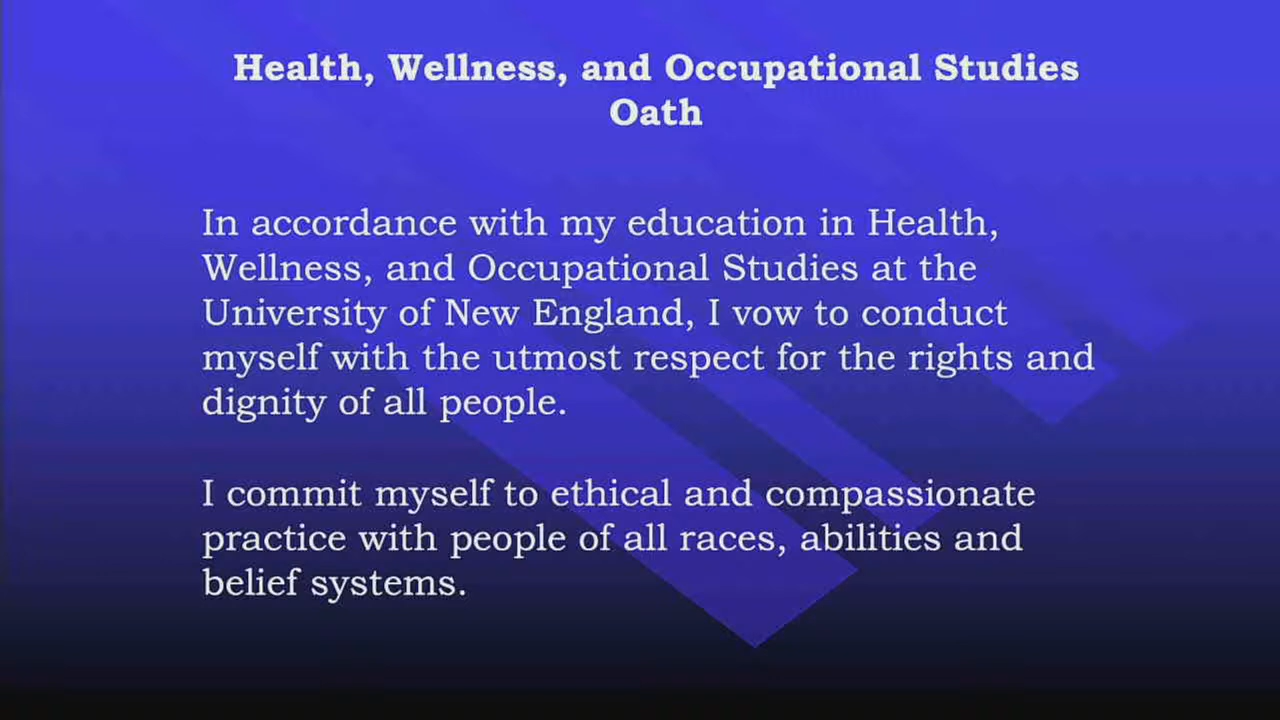 Health, Wellness, and Occupational Studies
Oath
In accordance with my education in Health,
Wellness, and Occupational Studies at the
University of New England, I vow to conduct
myself with the utmost respect for the rights and
dignity of all people.
I commit myself to ethical and compassionate
practice with people of all races, abilities and
belief systems.